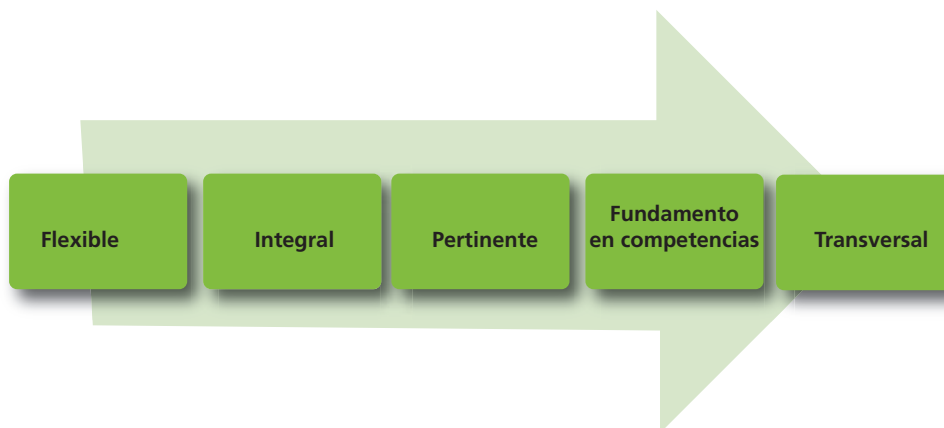 Flexible
Integral
Pertinente
Fundamento
en competencias
Transversal